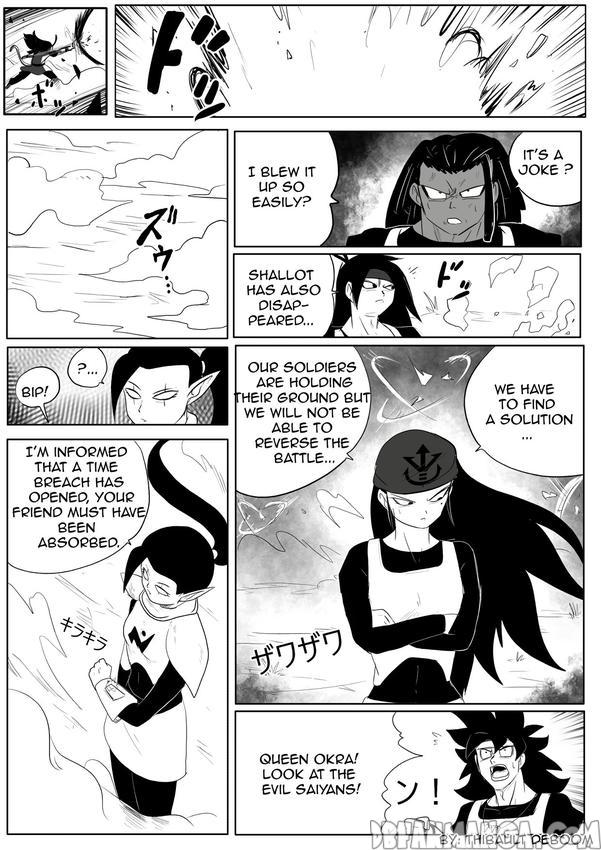 ボ
ド
ド
IT'S A
JOKE ?
I BLEW IT
UP SO
EASILY?
ズ
ゥ
...
ド
SHALLOT
HAS ALSO
DISAP-
PEARED...
?...
BIP!
WE HAVE
TO FIND
A SOLUTION
...
OUR SOLDIERS
ARE HOLDING
THEIR GROUND BUT
WE WILL NOT BE
ABLE TO
REVERSE THE
BATTLE...
ザワザワ
I'M INFORMED
THAT A TIME
BREACH HAS
OPENED, YOUR
FRIEND MUST HAVE
BEEN
ABSORBED.
キラキラ
QUEEN OKRA!
LOOK AT THE
EVIL SAIYANS!
ン!
DBFANMANGA.COM
BY: THIBAULT DEBOOM